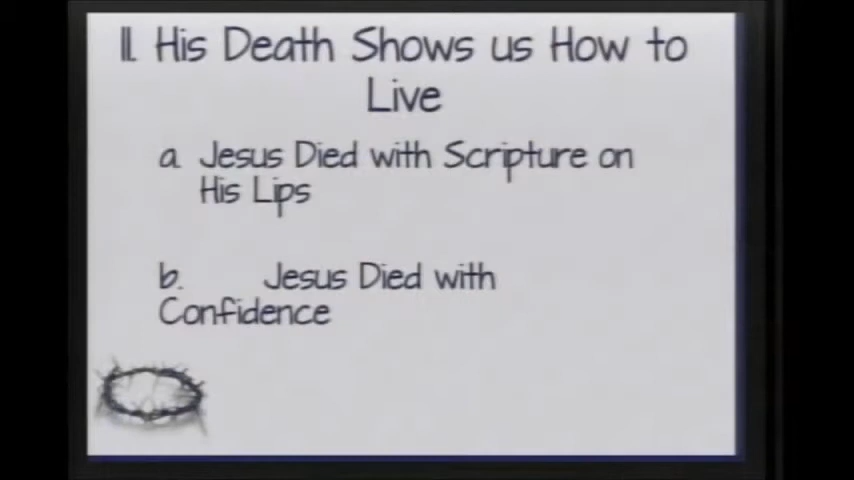 II. His Death Shows us How to
Live
a. Jesus Died with Scripture on
His Lips
b. Jesus Died with
Confidence